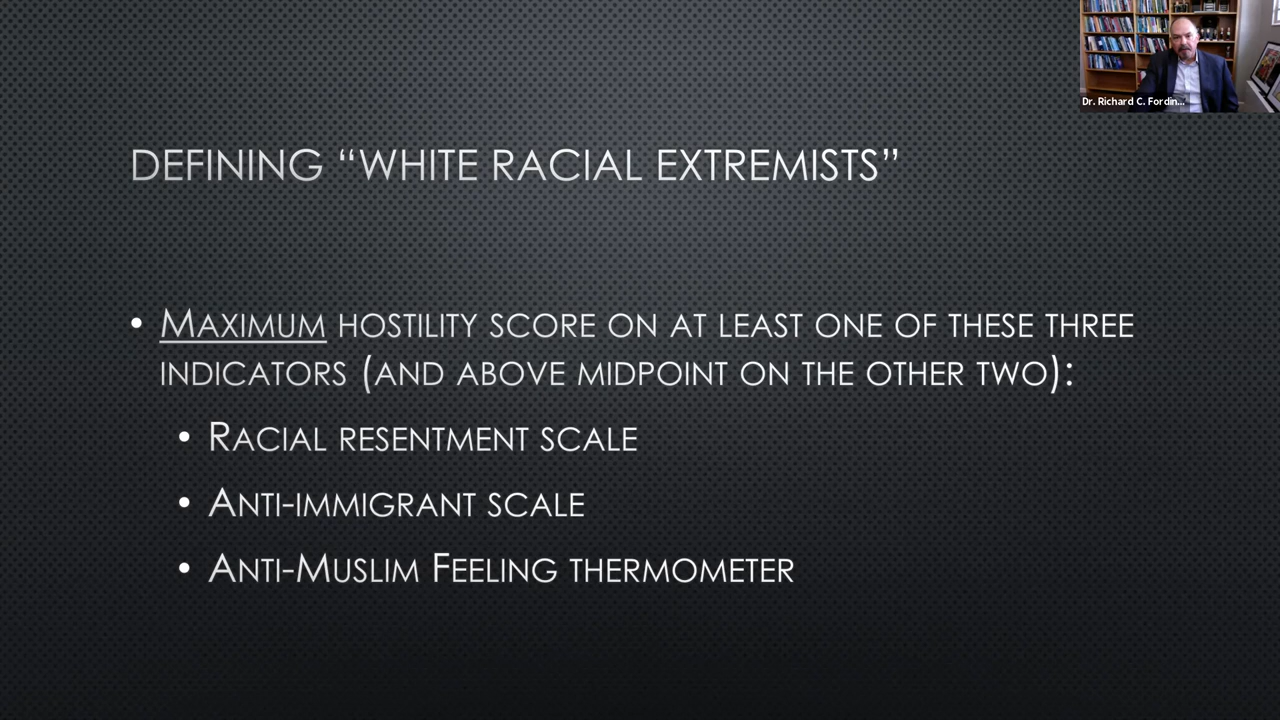 Dr. Richard C. Fordin...
DEFINING “WHITE RACIAL EXTREMISTS”
• MAXIMUM HOSTILITY SCORE ON AT LEAST ONE OF THESE THREE
INDICATORS (AND ABOVE MIDPOINT ON THE OTHER TWO):
• RACIAL RESENTMENT SCALE
• ANTI-IMMIGRANT SCALE
• ANTI-MUSLIM FEELING THERMOMETER